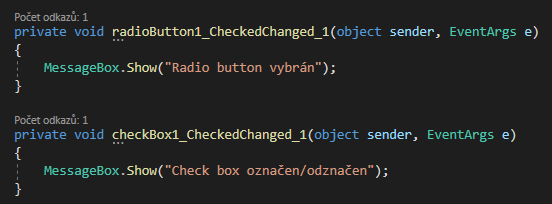 Počet odkazů: 1
private void radioButton1_CheckedChanged_1(object sender, EventArgs e)
{
MessageBox.Show("Radio button vybrán");
}
Počet odkazů: 1
private void checkBox1_CheckedChanged_1(object sender, EventArgs e)
{
MessageBox.Show("Check box označen/odznačen");
}